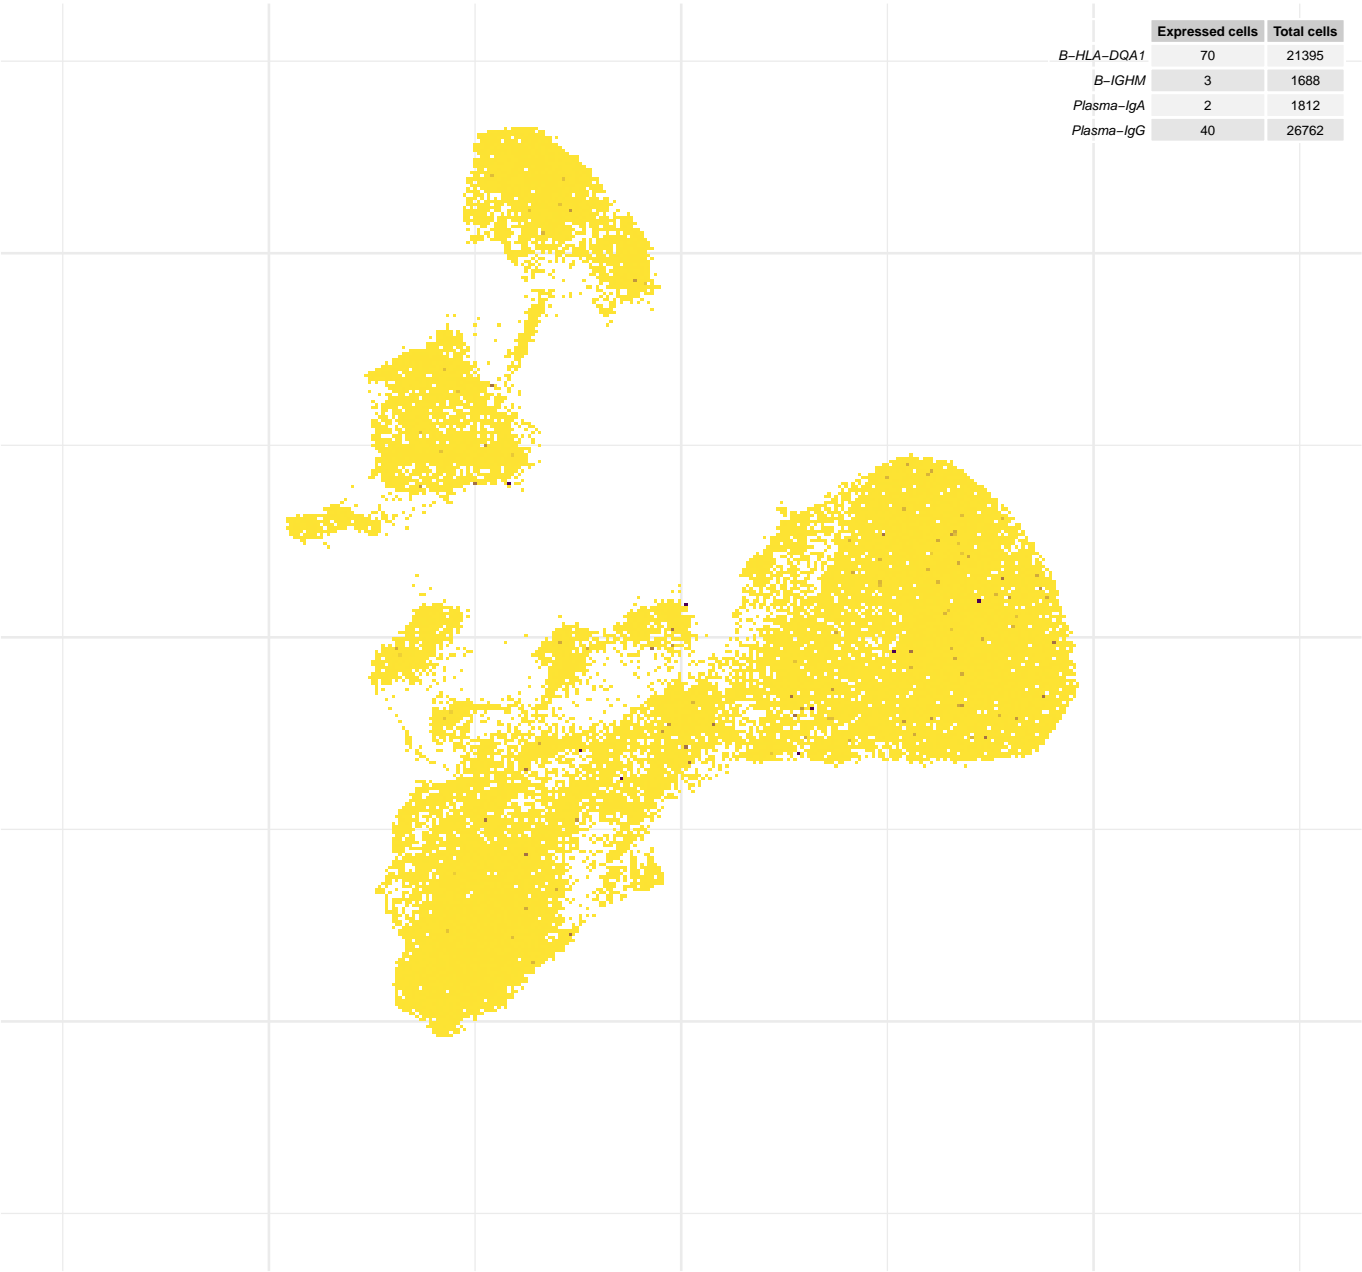 Expressed cells Total cells
B−HLA−DQA1 70 21395
B−IGHM 3 1688
Plasma−IgA 2 1812
Plasma−IgG 40 26762